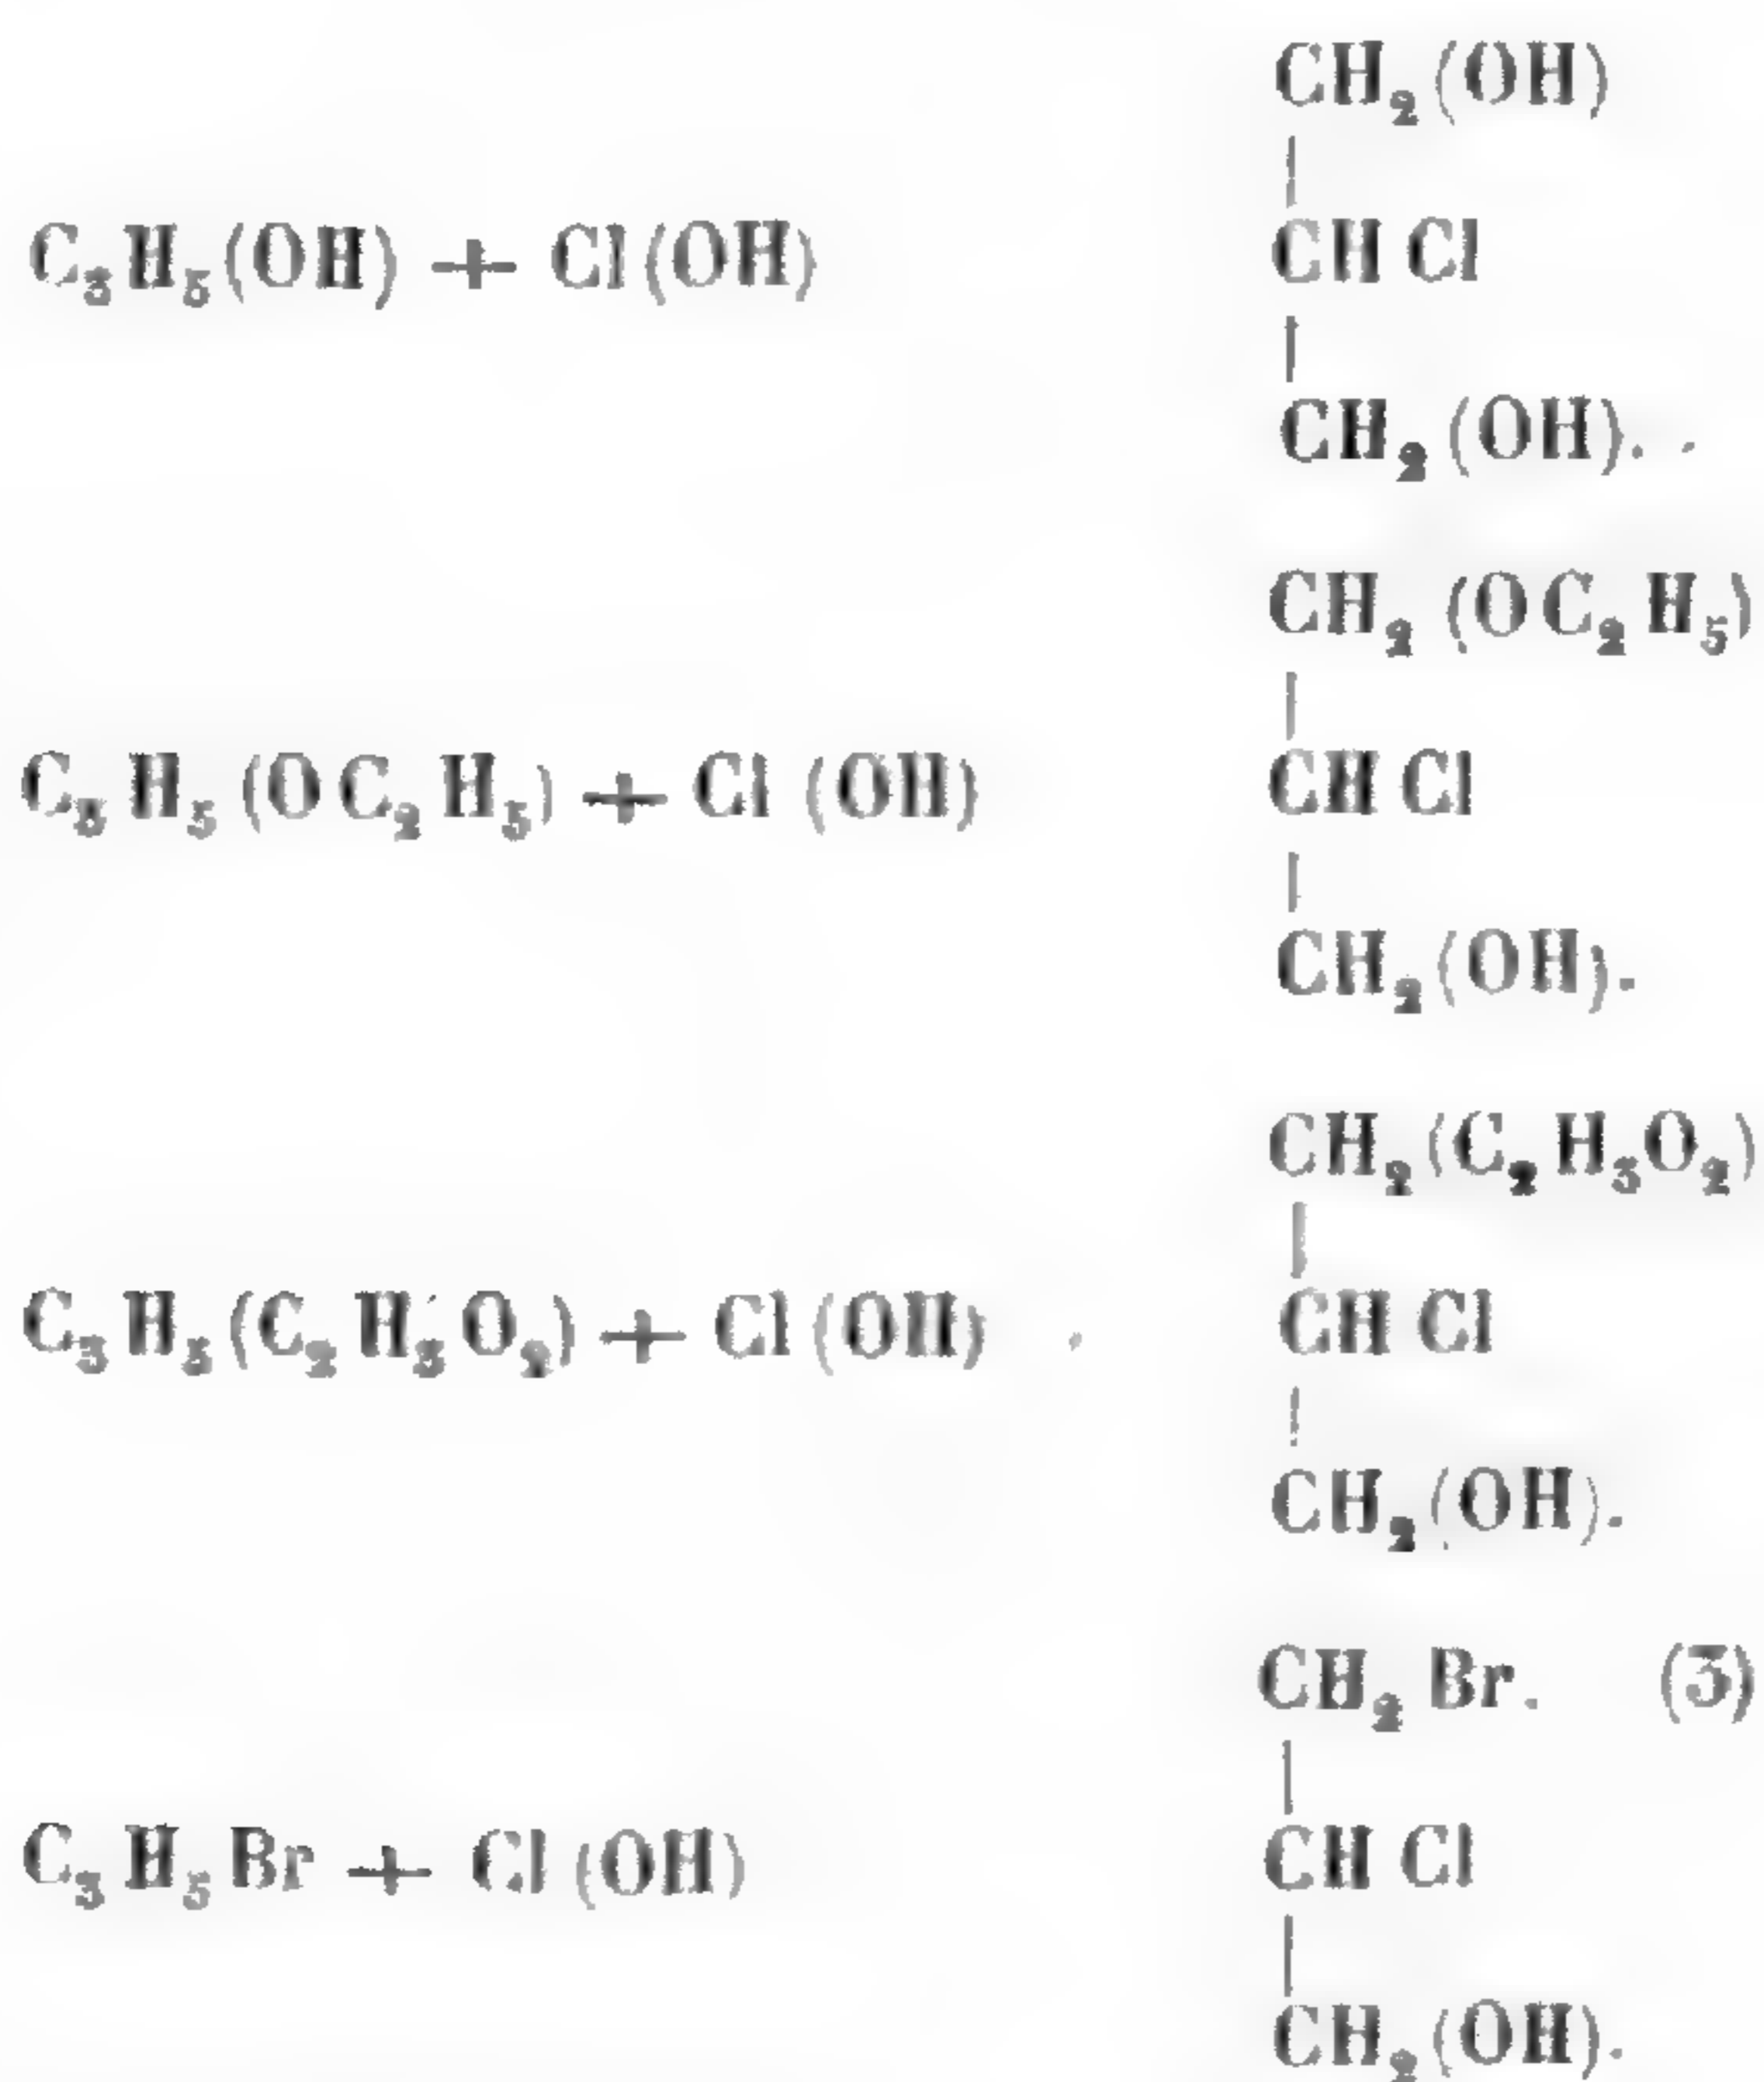 CH₂(OH)
|
C₃H₅(OH) + Cl(OH) CH Cl
|
CH₂(OH). .
CH₂ (OC₂H₅)
|
C₃H₅ (OC₂H₅) + Cl (OH) CH Cl
|
CH₂(OH).
CH₂(C₂H₃O₂)
|
C₃H₅(C₂H₃O₂) + Cl(OH) . CH Cl
|
CH₂(OH).
CH₂ Br. (3)
|
C₃H₅Br + Cl(OH) CH Cl
|
CH₂(OH).